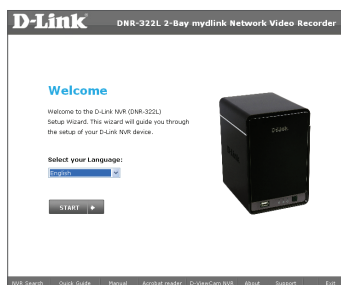 D-Link
DNR-322L 2-Bay mydlink Network Video Recorder
Welcome
Welcome to the D-Link NVR (DNR-322L)
Setup Wizard. This wizard will guide you through
the setup of your D-Link NVR device.
Select your Language:
English
START
D-Link
NVR Search Quick Guide Manual Acrobat reader D-ViewCam NVR About Support Exit